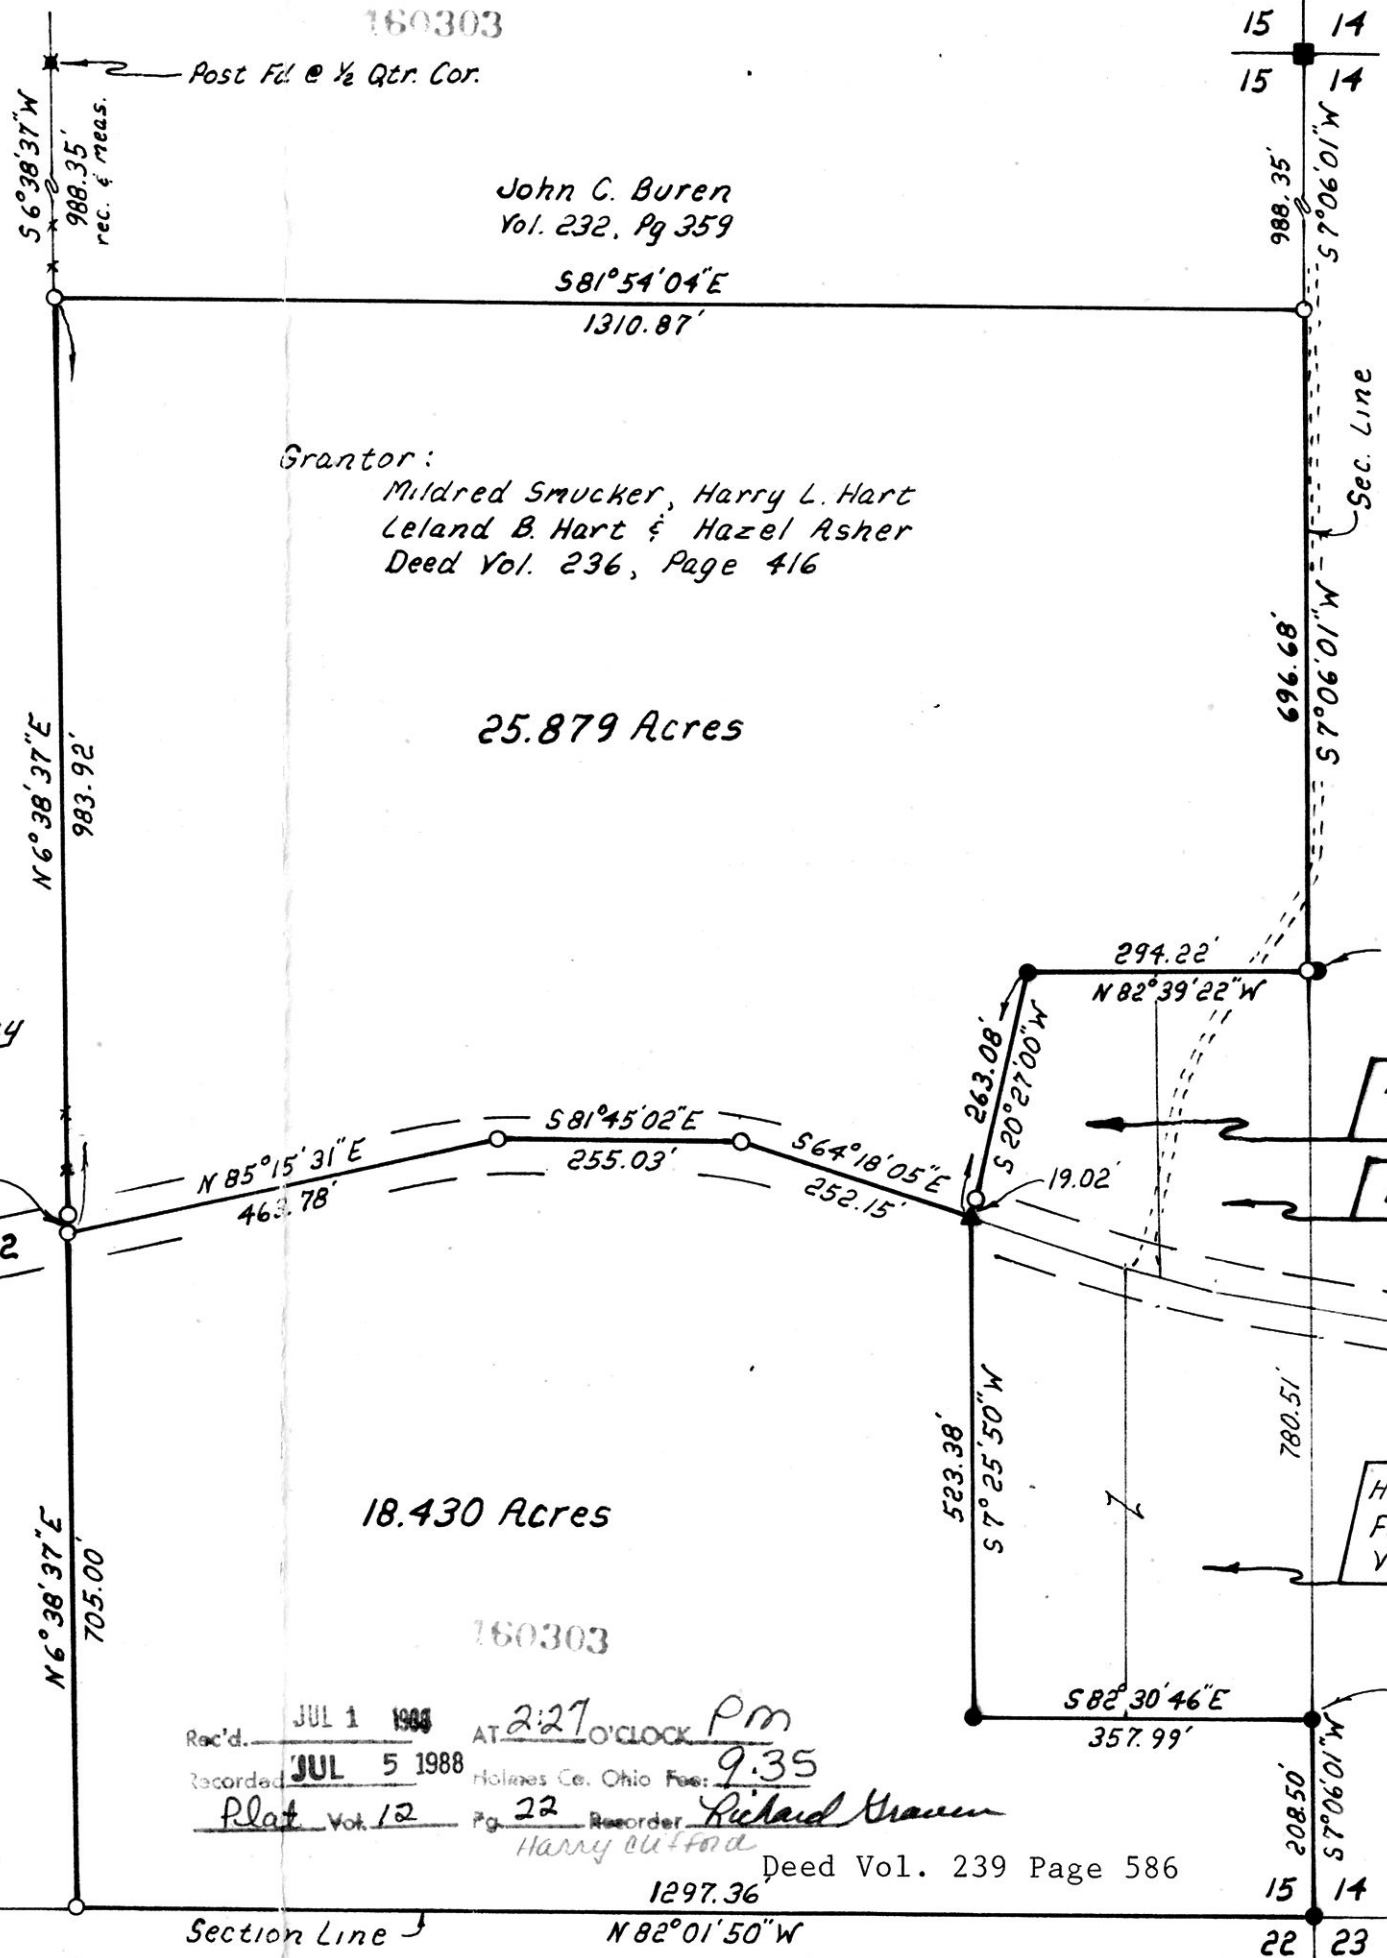 160303
15 14
15 14
Post Fd @ ½ Qtr. Cor.
S 6°38'37" W
988.35'
rec. & meas.
John C. Buren
Vol. 232, Pg 359
988.35'
S 7°06'01" W
S81°54'04"E
1310.87'
Sec. Line
Grantor:
Mildred Smucker, Harry L. Hart
Leland B. Hart & Hazel Asher
Deed Vol. 236, Page 416
696.68'
S 7°06'01" W
25.879 Acres
N 6°38'37" E
983.92'
294.22'
N 82°39'22" W
263.08'
S 20°27'00" W
S 81°45'02" E
255.03'
N 85°15'31" E
463.78'
S 64°18'05" E
252.15'
19.02'
2
523.38'
S 7°25'50" W
780.51'
H
F
V
18.430 Acres
N 6°38'37" E
705.00'
160303
S 82°30'46" E
357.99'
Rec'd. JUL 1 1988 AT 2:27 O'CLOCK Pm
Recorded JUL 5 1988 Holmes Co. Ohio Fee: 9.35
Plat Vol. 12 Pg. 22 Recorder Richard Graven
Harry Clifford
Deed Vol. 239 Page 586
208.50'
S 7°06'01" W
1297.36'
N 82°01'50" W
Section Line
15 14
22 23